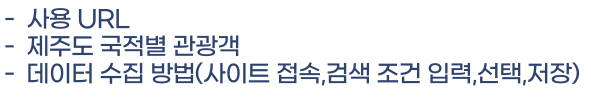 - 사용 URL
- 제주도 국적별 관광객
- 데이터 수집 방법(사이트 접속,검색 조건 입력,선택,저장)